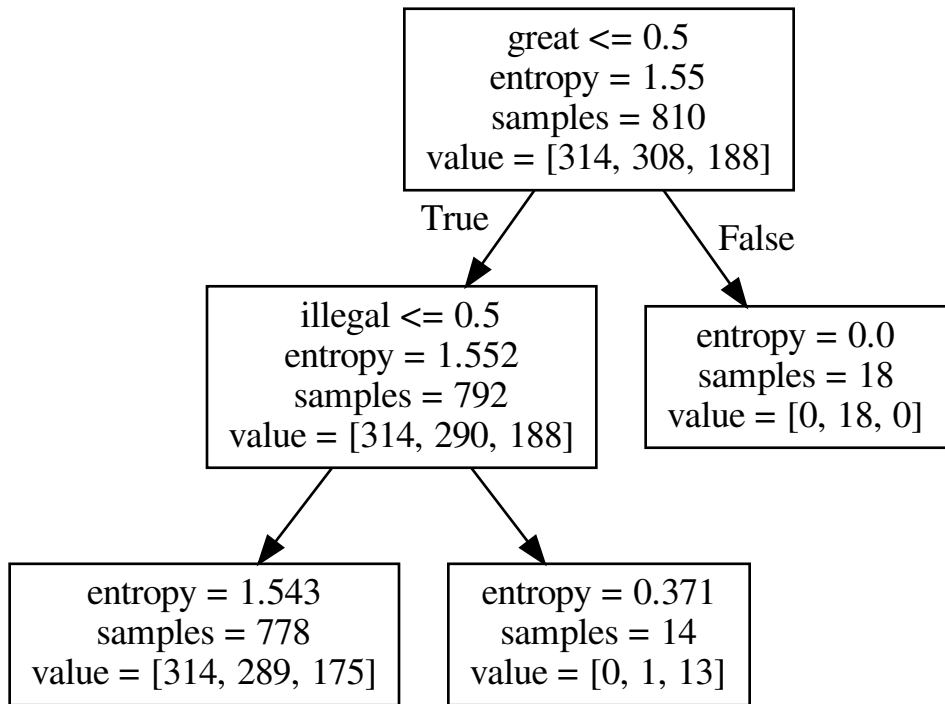 great <= 0.5
entropy = 1.55
samples = 810
value = [314, 308, 188]
True
False
illegal <= 0.5
entropy = 1.552
samples = 792
value = [314, 290, 188]
entropy = 0.0
samples = 18
value = [0, 18, 0]
entropy = 1.543
samples = 778
value = [314, 289, 175]
entropy = 0.371
samples = 14
value = [0, 1, 13]